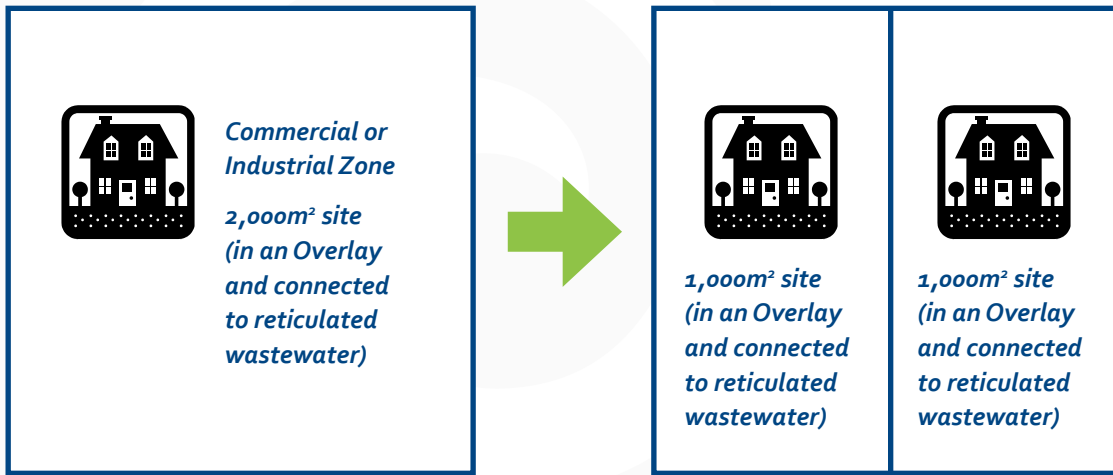 Commercial or
Industrial Zone
2,000m² site
(in an Overlay
and connected
to reticulated
wastewater)
1,000m² site
(in an Overlay
and connected
to reticulated
wastewater)
1,000m² site
(in an Overlay
and connected
to reticulated
wastewater)